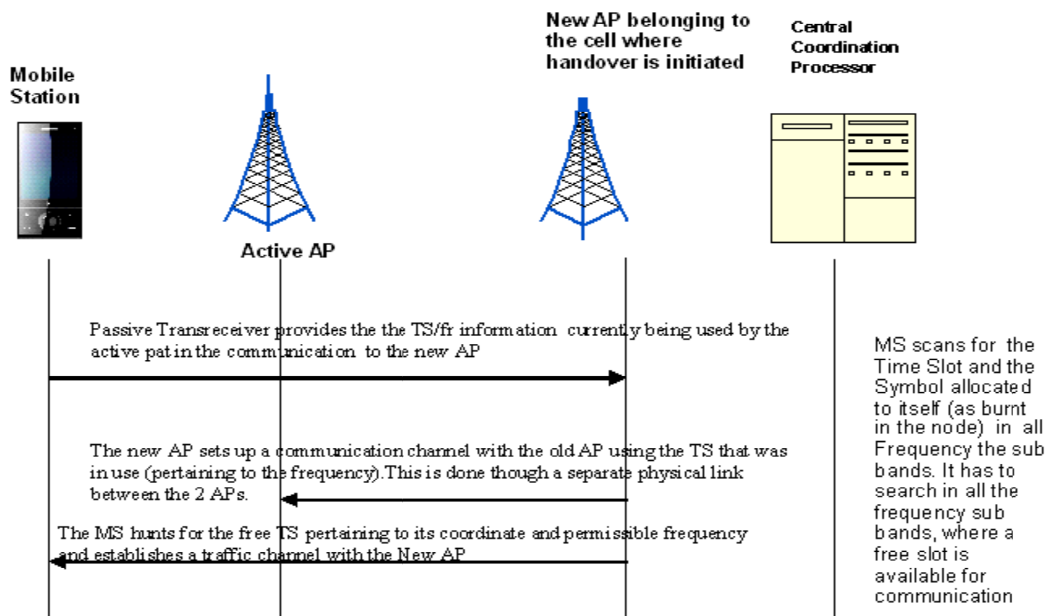 New AP belonging to
the cell where
handover is initiated
Central
Coordination
Processor
Mobile
Station
Active AP
Passive Transreceiver provides the the TS/fr information currently being used by the
active pat in the communication to the new AP
The new AP sets up a communication channel with the old AP using the TS that was
in use (pertaining to the frequency).This is done though a separate physical link
between the 2 APs.
The MS hunts for the free TS pertaining to its coordinate and permissible frequency
and establishes a traffic channel with the New AP
MS scans for the
Time Slot and the
Symbol allocated
to itself (as burnt
in the node) in all
Frequency the sub
bands. It has to
search in all the
frequency sub
bands, where a
free slot is
available for
communication